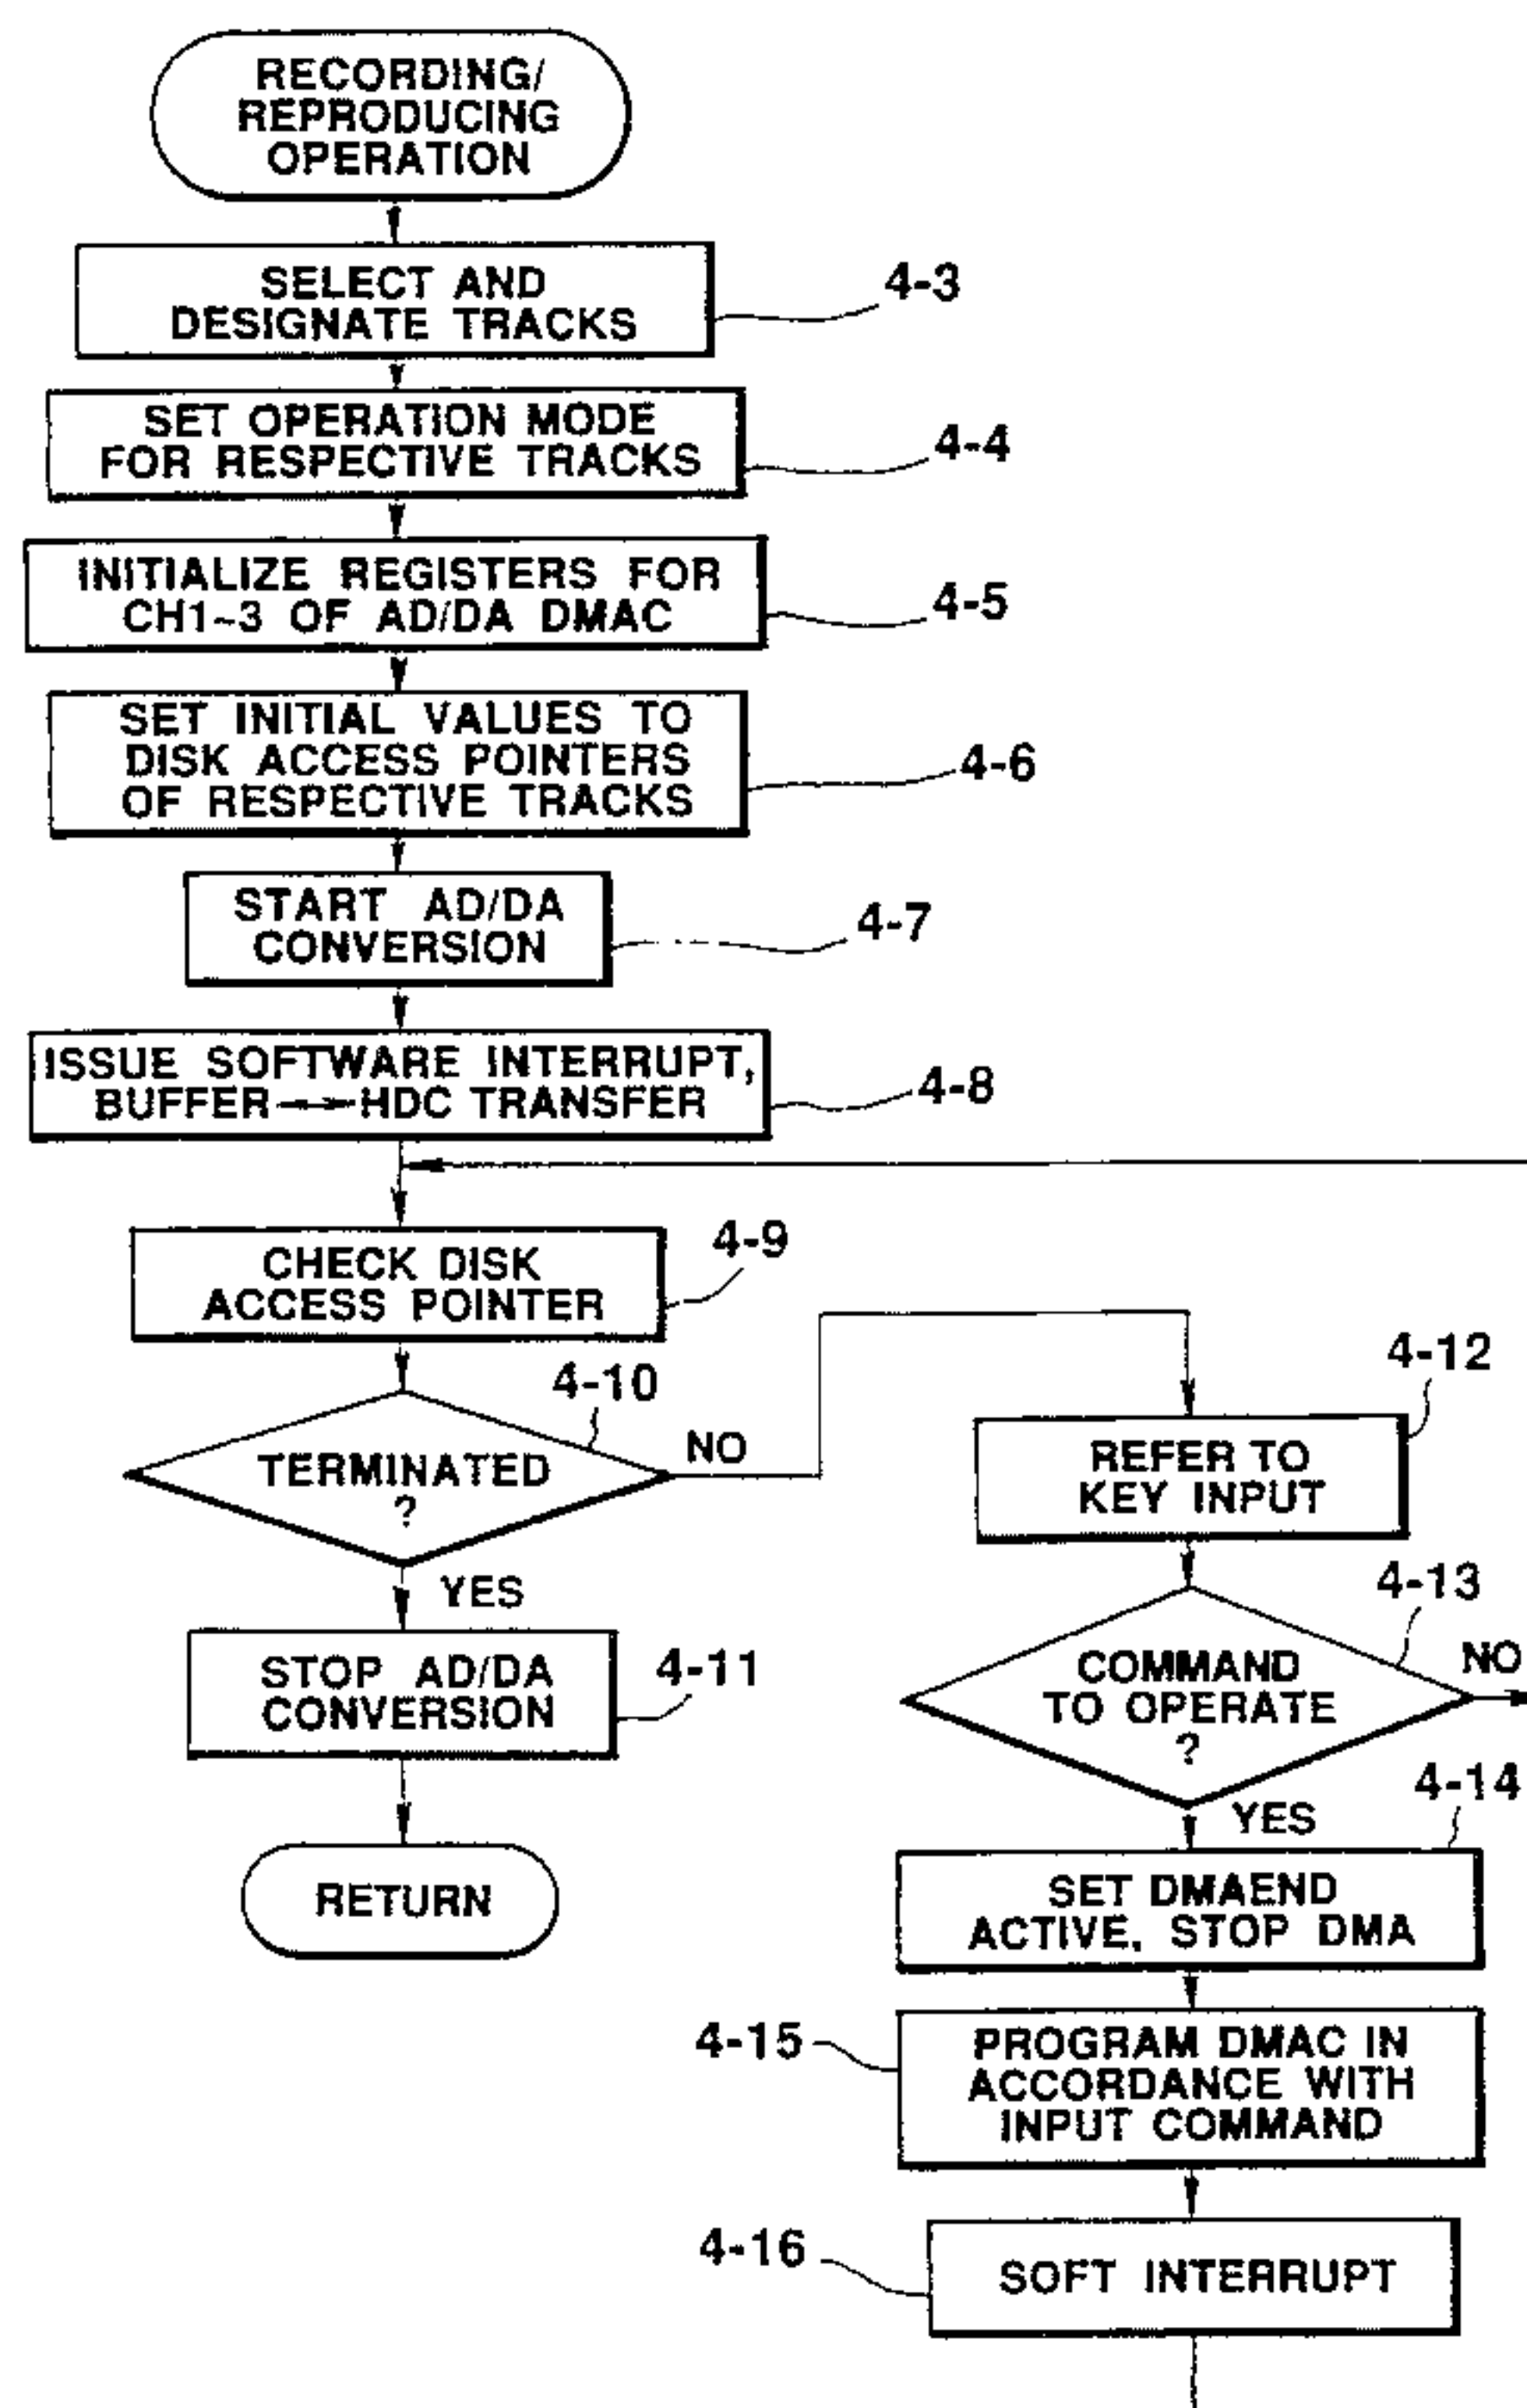 RECORDING/
REPRODUCING
OPERATION
SELECT AND
DESIGNATE TRACKS
4-3
SET OPERATION MODE
FOR RESPECTIVE TRACKS
4-4
INITIALIZE REGISTERS FOR
CH1~3 OF AD/DA DMAC
4-5
SET INITIAL VALUES TO
DISK ACCESS POINTERS
OF RESPECTIVE TRACKS
4-6
START AD/DA
CONVERSION
4-7
ISSUE SOFTWARE INTERRUPT,
BUFFER ↔ HDC TRANSFER
4-8
CHECK DISK
ACCESS POINTER
4-9
TERMINATED
?
4-10
NO
YES
STOP AD/DA
CONVERSION
4-11
RETURN
REFER TO
KEY INPUT
4-12
COMMAND
TO OPERATE
?
4-13
NO
YES
SET DMAEND
ACTIVE, STOP DMA
4-14
PROGRAM DMAC IN
ACCORDANCE WITH
INPUT COMMAND
4-15
SOFT INTERRUPT
4-16